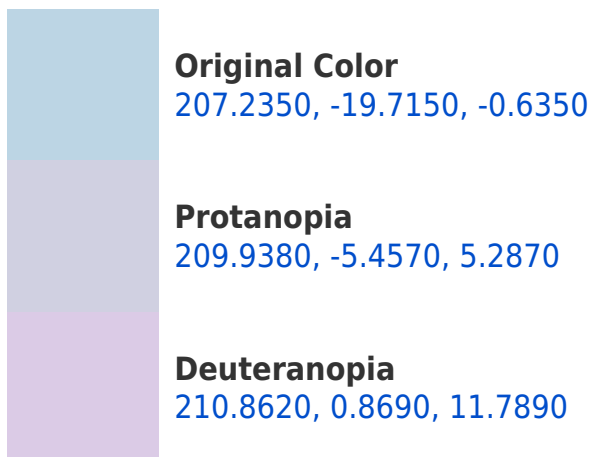 Original Color
207.2350, -19.7150, -0.6350
Protanopia
209.9380, -5.4570, 5.2870
Deuteranopia
210.8620, 0.8690, 11.7890